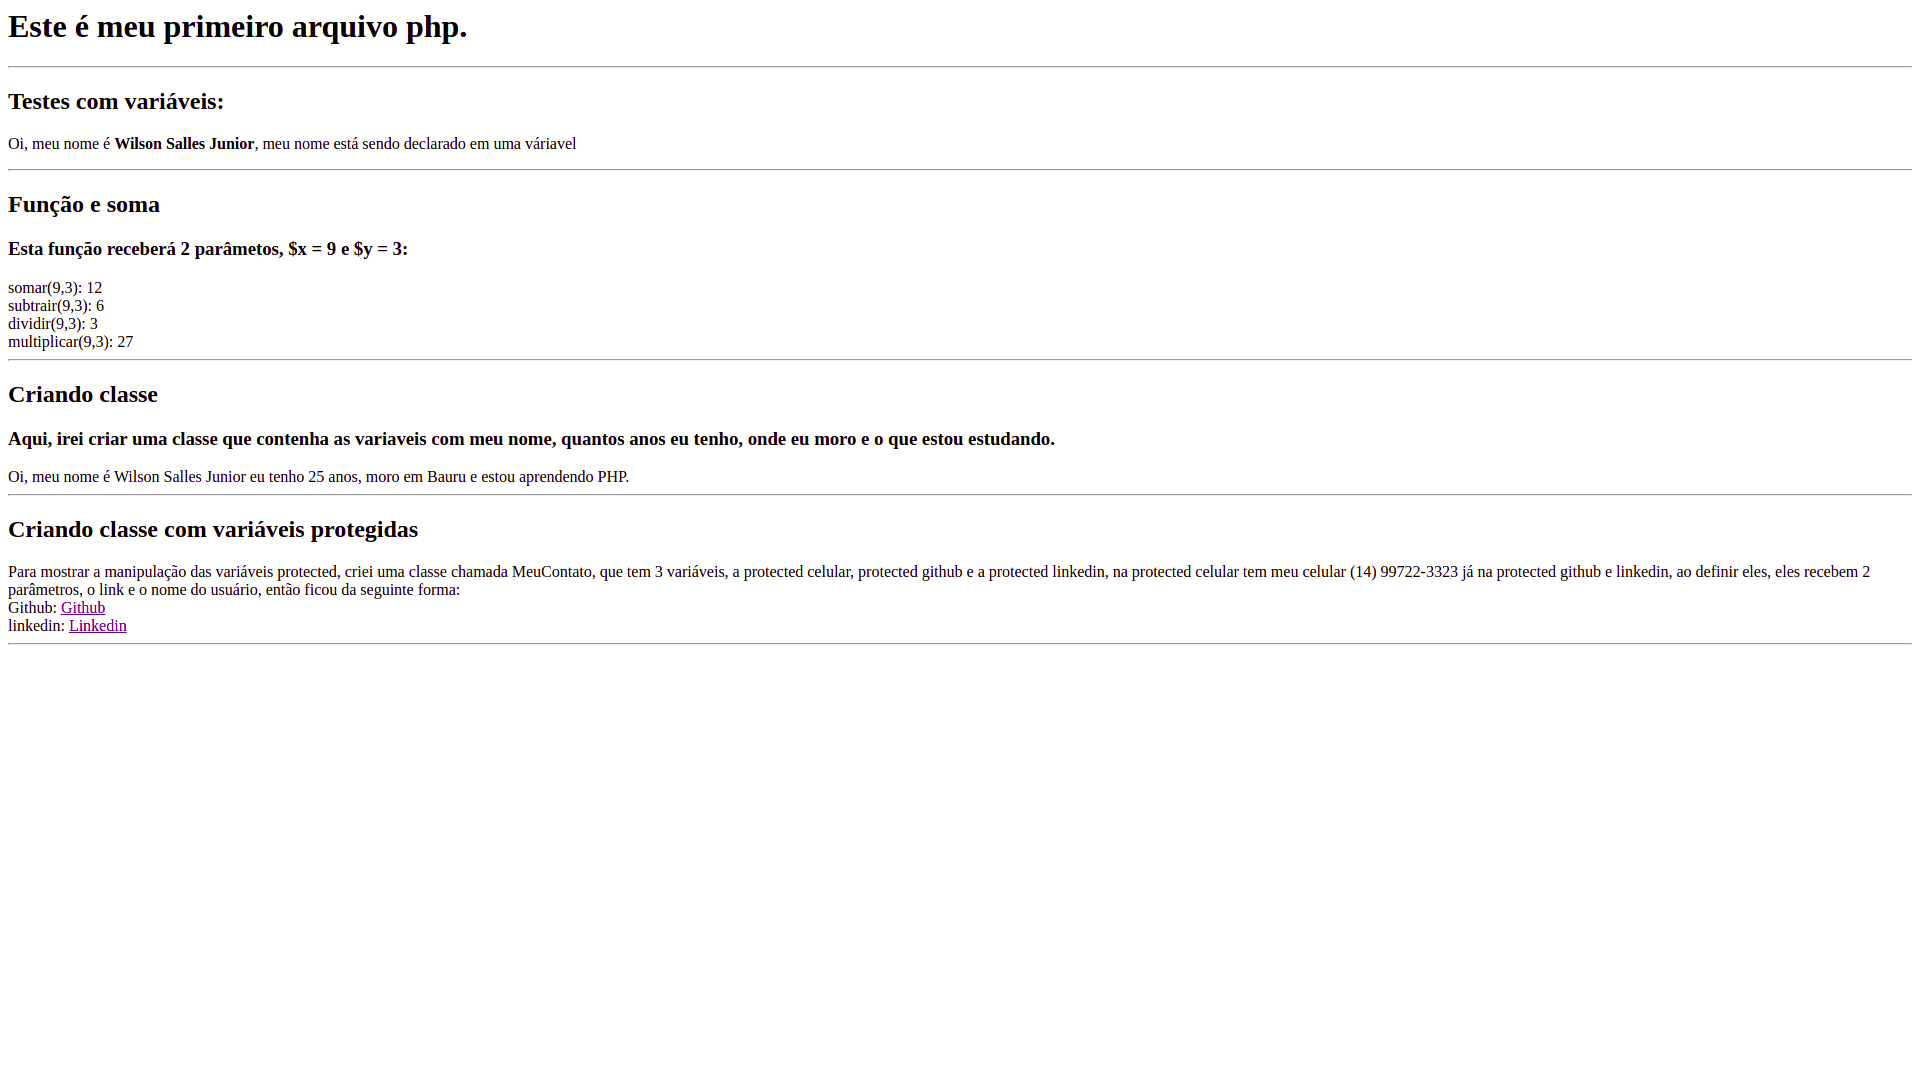 Este é meu primeiro arquivo php.
Testes com variáveis:
Oi, meu nome é Wilson Salles Junior, meu nome está sendo declarado em uma váriavel
Função e soma
Esta função receberá 2 parâmetos, $x = 9 e $y = 3:
somar(9,3): 12
subtrair(9,3): 6
dividir(9,3): 3
multiplicar(9,3): 27
Criando classe
Aqui, irei criar uma classe que contenha as variaveis com meu nome, quantos anos eu tenho, onde eu moro e o que estou estudando.
Oi, meu nome é Wilson Salles Junior eu tenho 25 anos, moro em Bauru e estou aprendendo PHP.
Criando classe com variáveis protegidas
Para mostrar a manipulação das variáveis protected, criei uma classe chamada MeuContato, que tem 3 variáveis, a protected celular, protected github e a protected linkedin, na protected celular tem meu celular (14) 99722-3323 já na protected github e linkedin, ao definir eles, eles recebem 2
parâmetros, o link e o nome do usuário, então ficou da seguinte forma:
Github: Github
linkedin: Linkedin